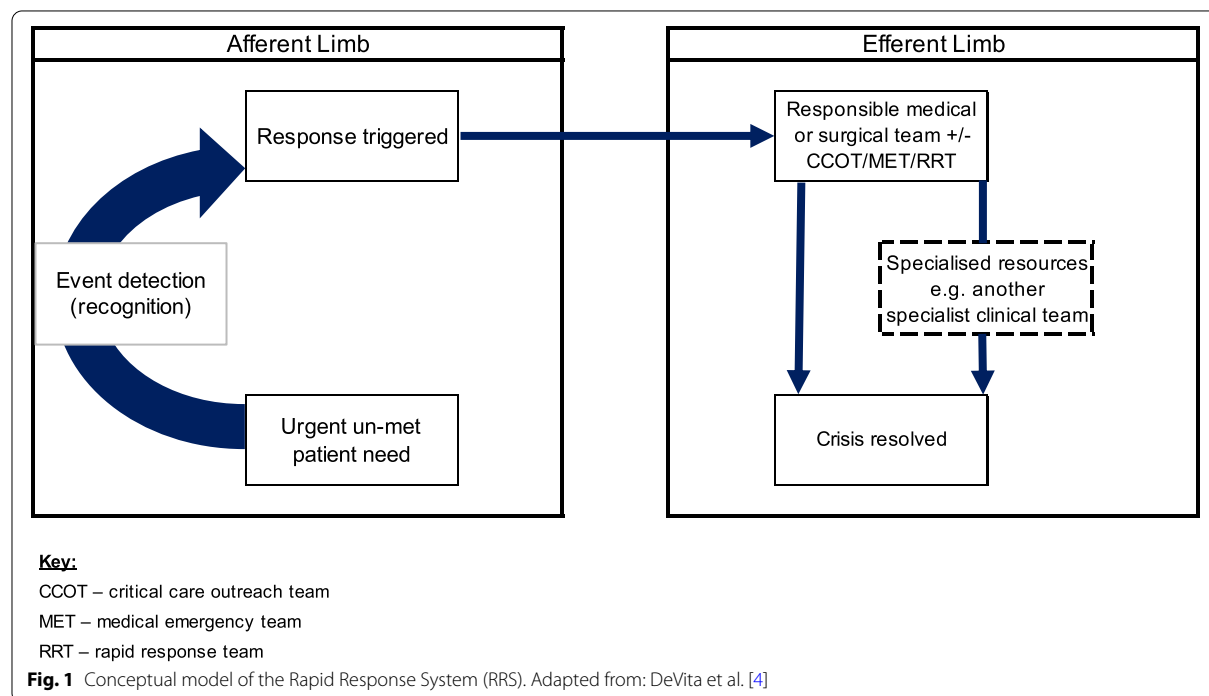 Afferent Limb
Response triggered
Event detection
(recognition)
Urgent un-met
patient need
Efferent Limb
Responsible medical
or surgical team +/-
CCOT/MET/RRT
Specialised resources
e.g. another
specialist clinical team
Crisis resolved
Key:
CCOT – critical care outreach team
MET – medical emergency team
RRT – rapid response team
Fig. 1 Conceptual model of the Rapid Response System (RRS). Adapted from: DeVita et al. [4]